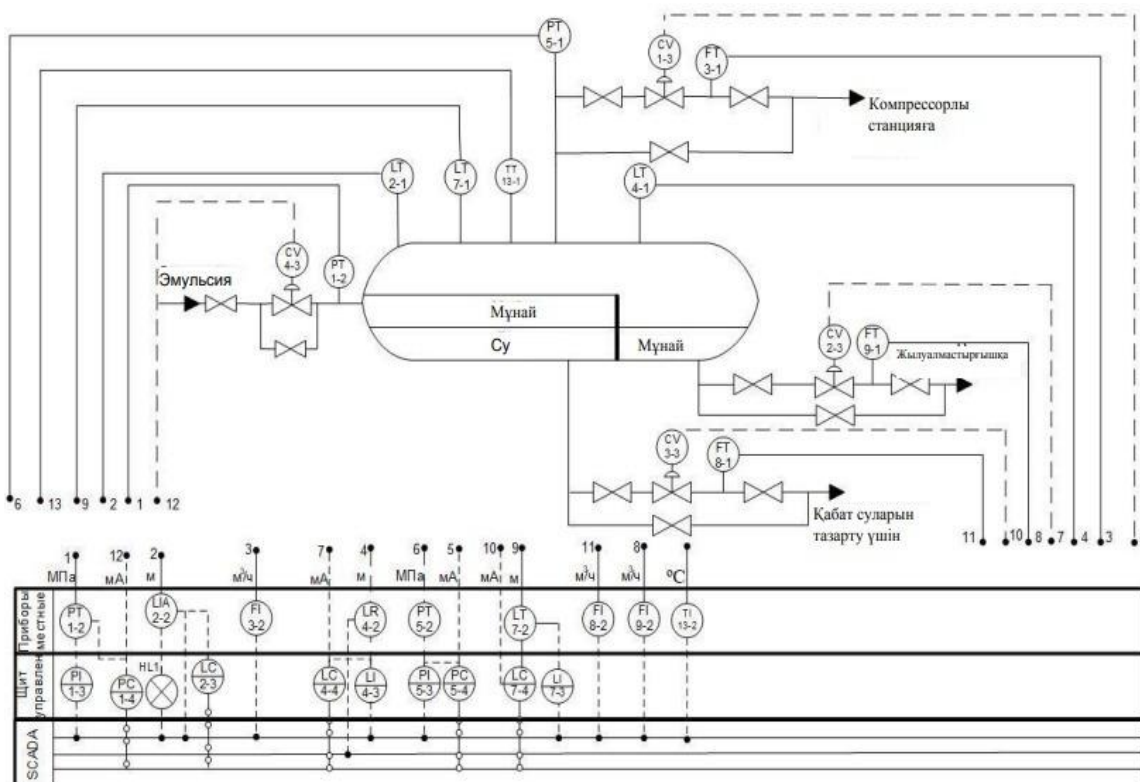 PT
5-1
CV
1-3
FT
3-1
Компрессорлы
станцияға
LT
2-1
LT
7-1
TT
13-1
LT
4-1
CV
4-3
PT
1-2
Эмульсия
Мұнай
Су
Мұнай
CV
2-3
FT
9-1
Жылуалмастырғышқа
CV
3-3
FT
8-1
Қабат суларын
тазарту үшін
6 13 9 2 1 12
11 10 8 7 4 3
1 12 2 3 7 4 6 5 10 9 11 8
МПа мА м м³/ч мА м МПа мА мА м м³/ч м³/ч ºС
Приборы
местные
PT
1-2
LIA
2-2
FI
3-2
LR
4-2
PT
5-2
LT
7-2
FI
8-2
FI
9-2
TI
13-2
Щит
управлен
PI
1-3
PC
1-4
HL1
LC
2-3
LC
4-4
LI
4-3
PI
5-3
PC
5-4
LC
7-4
LI
7-3
SCADA